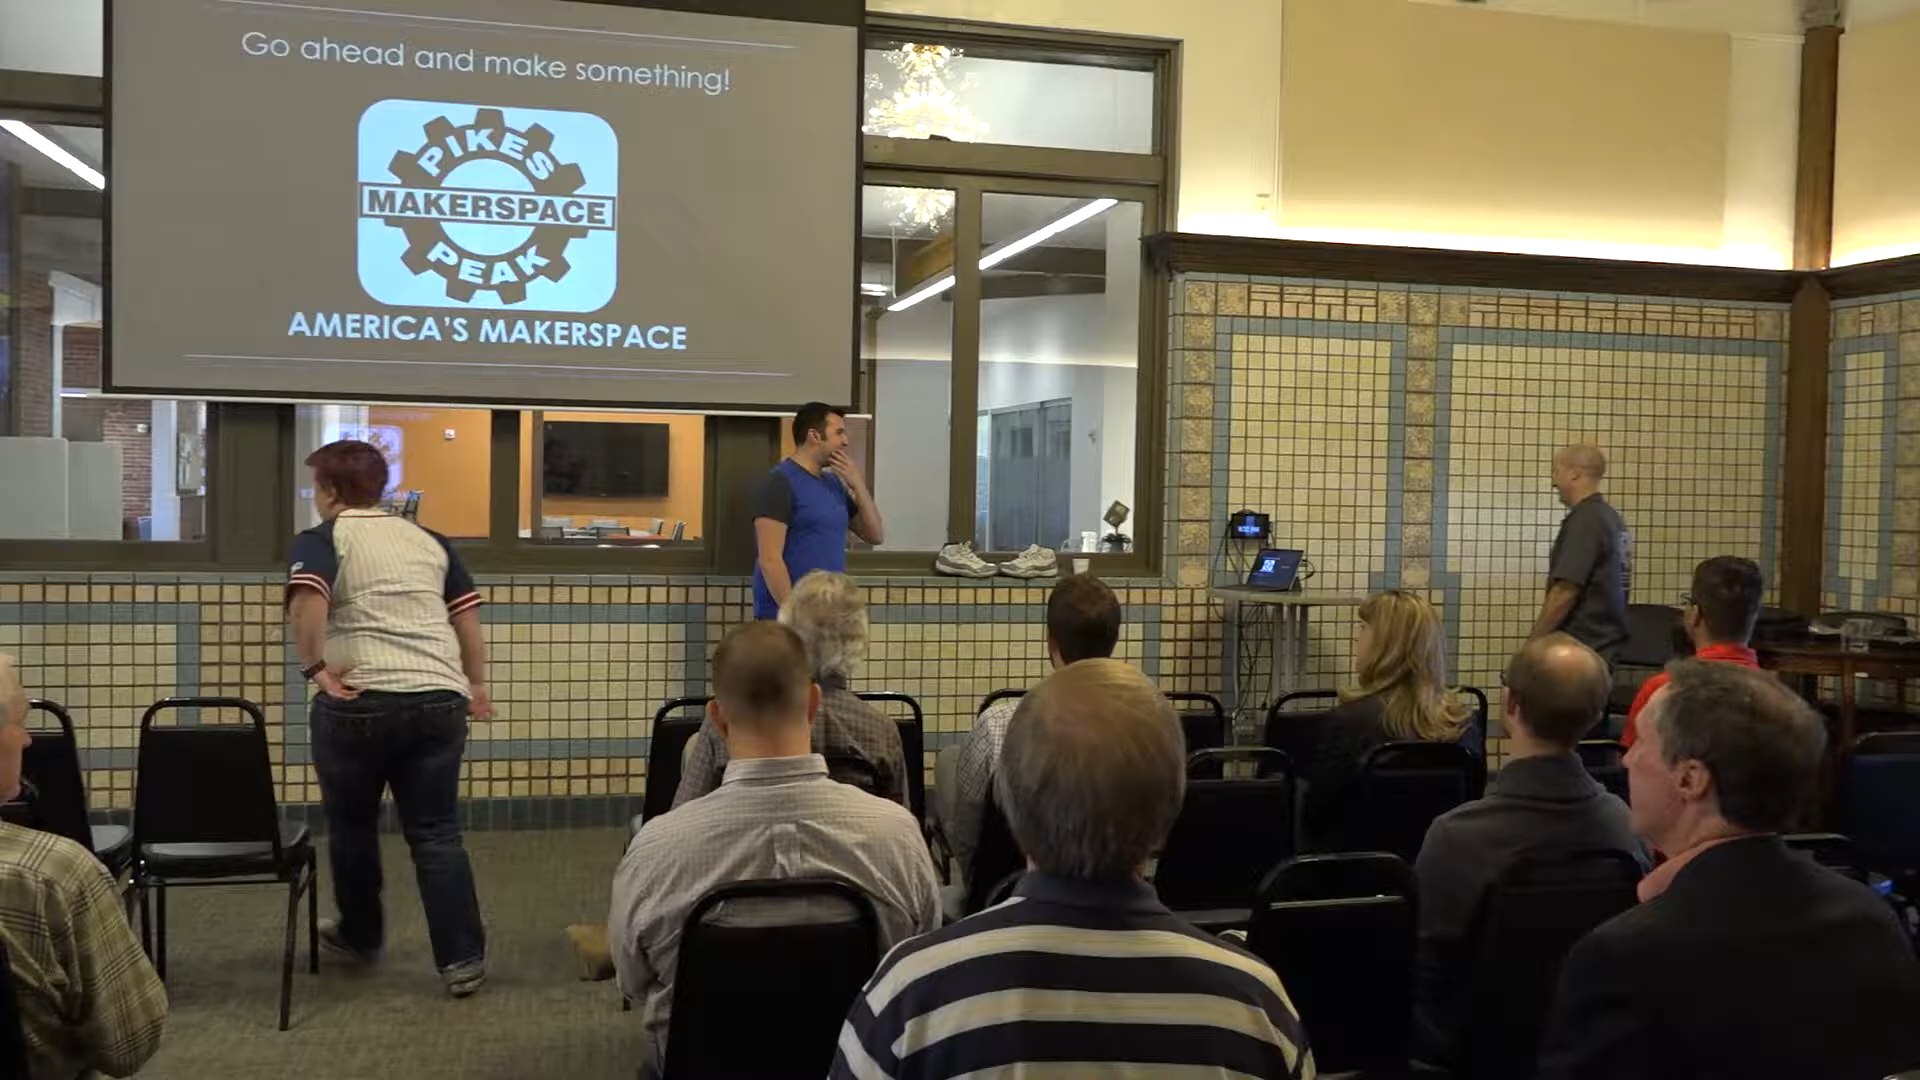 Go ahead and make something!
PIKES
MAKERSPACE
PEAK
AMERICA'S MAKERSPACE